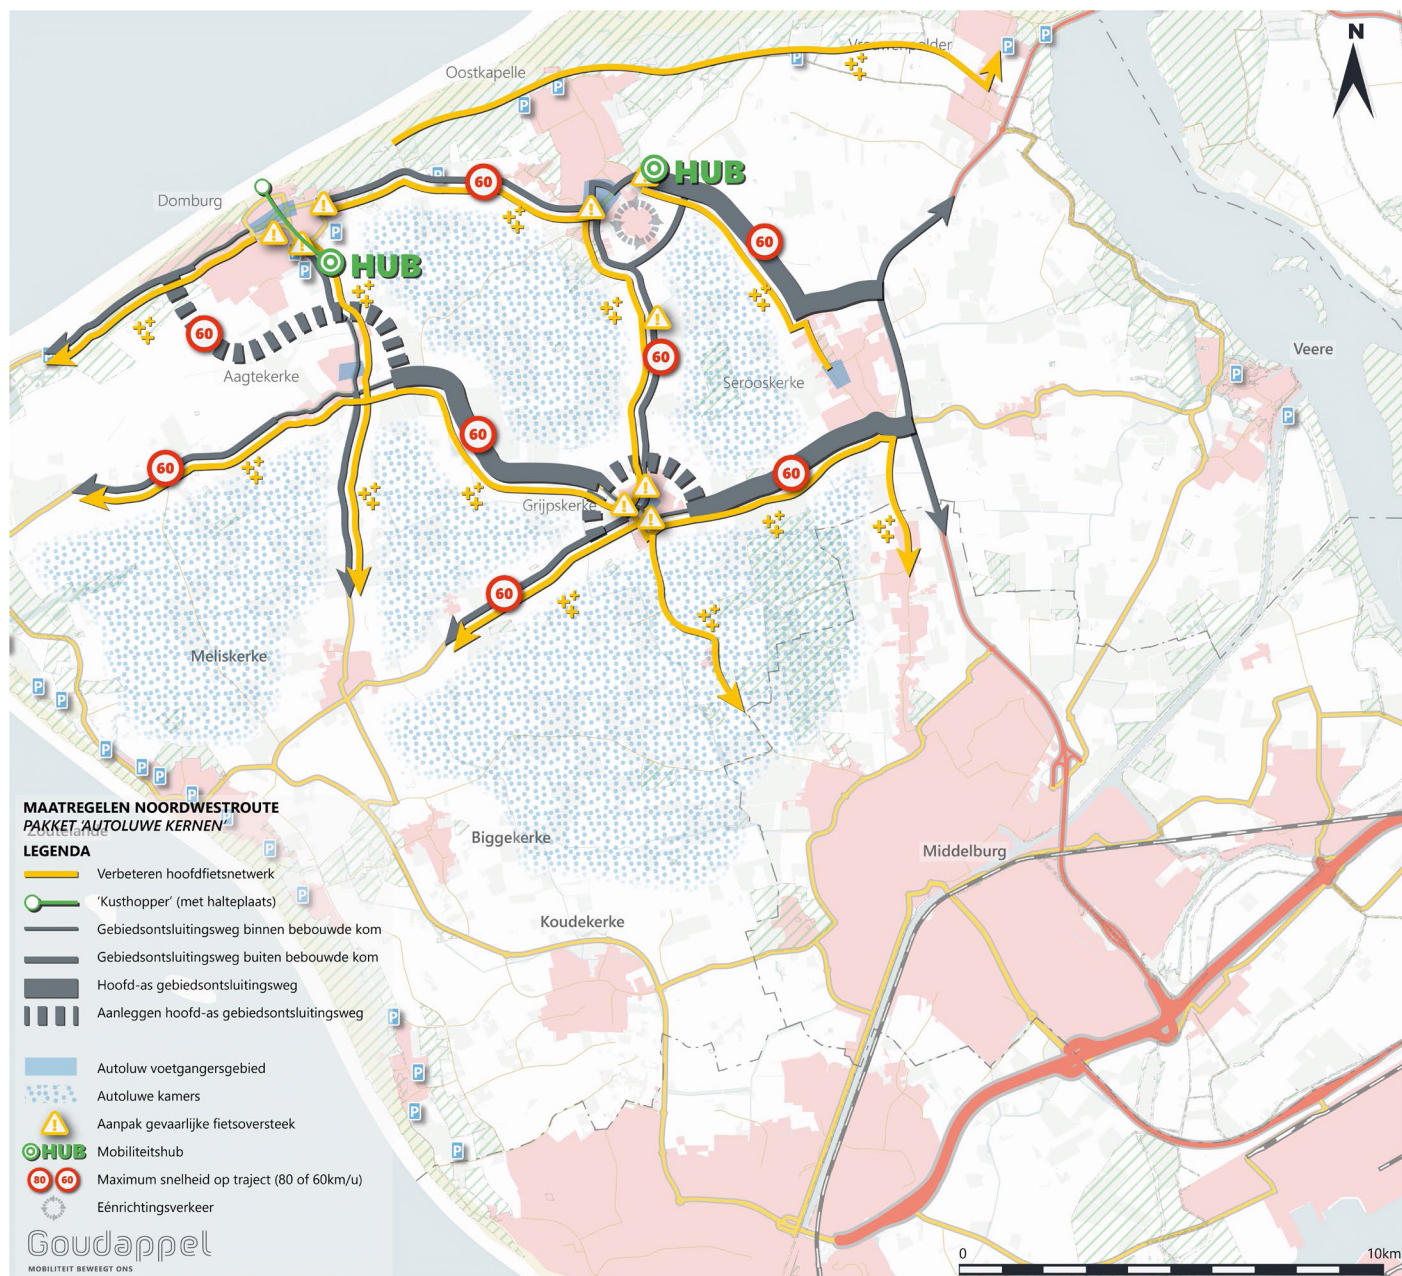 N
Vrouwenpolder
Oostkapelle
HUB
Domburg
60
60
HUB
60
Veere
60
Aagtekerke
Serooskerke
60
60
60
Grijpskerke
60
Meliskerke
MAATREGELEN NOORDWESTROUTE
PAKKET 'AUTOLUWE KERNEN'
Zoutelande
LEGENDA
Biggekerke
Middelburg
Koudekerke
Verbeteren hoofdfietsnetwerk
'Kusthopper' (met halteplaats)
Gebiedsontsluitingsweg binnen bebouwde kom
Gebiedsontsluitingsweg buiten bebouwde kom
Hoofd-as gebiedsontsluitingsweg
Aanleggen hoofd-as gebiedsontsluitingsweg
Autoluw voetgangersgebied
Autoluwe kamers
Aanpak gevaarlijke fietsoversteek
HUB Mobiliteitshub
80 60 Maximum snelheid op traject (80 of 60km/u)
Eénrichtingsverkeer
Goudappel
MOBILITEIT BEWEEGT ONS
0 10km